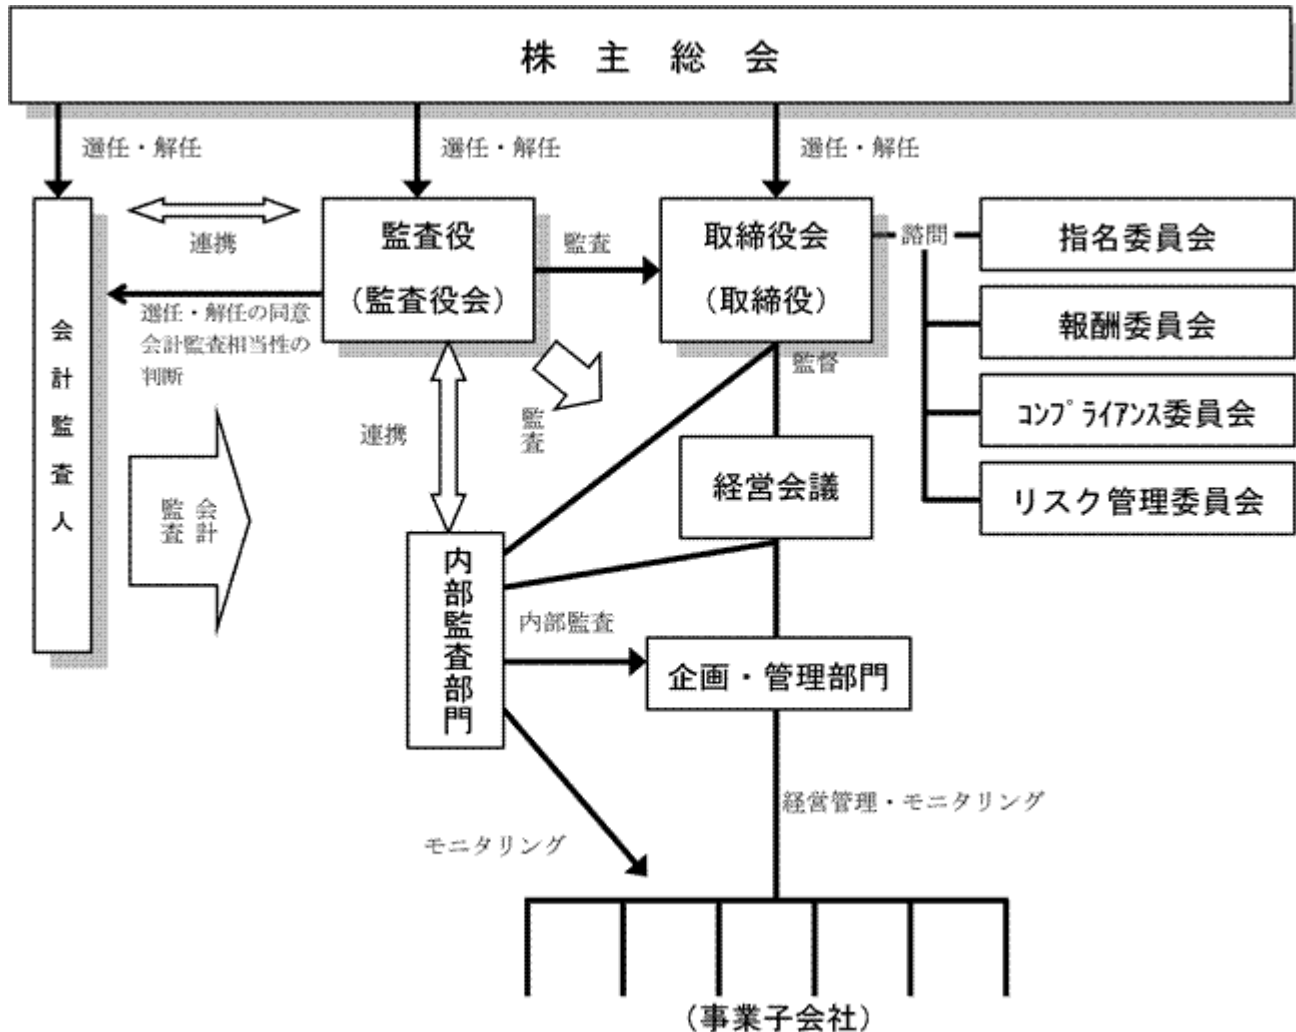 株主総会
選任・解任
選任・解任
選任・解任
会計監査人
連携
監査役
（監査役会）
監査
取締役会
（取締役）
諮問
指名委員会
報酬委員会
ｺﾝﾌﾟﾗｲｱﾝｽ委員会
リスク管理委員会
選任・解任の同意
会計監査相当性の
判断
監督
監査
連携
会計
監査
経営会議
内部監査部門
内部監査
企画・管理部門
経営管理・モニタリング
モニタリング
（事業子会社）